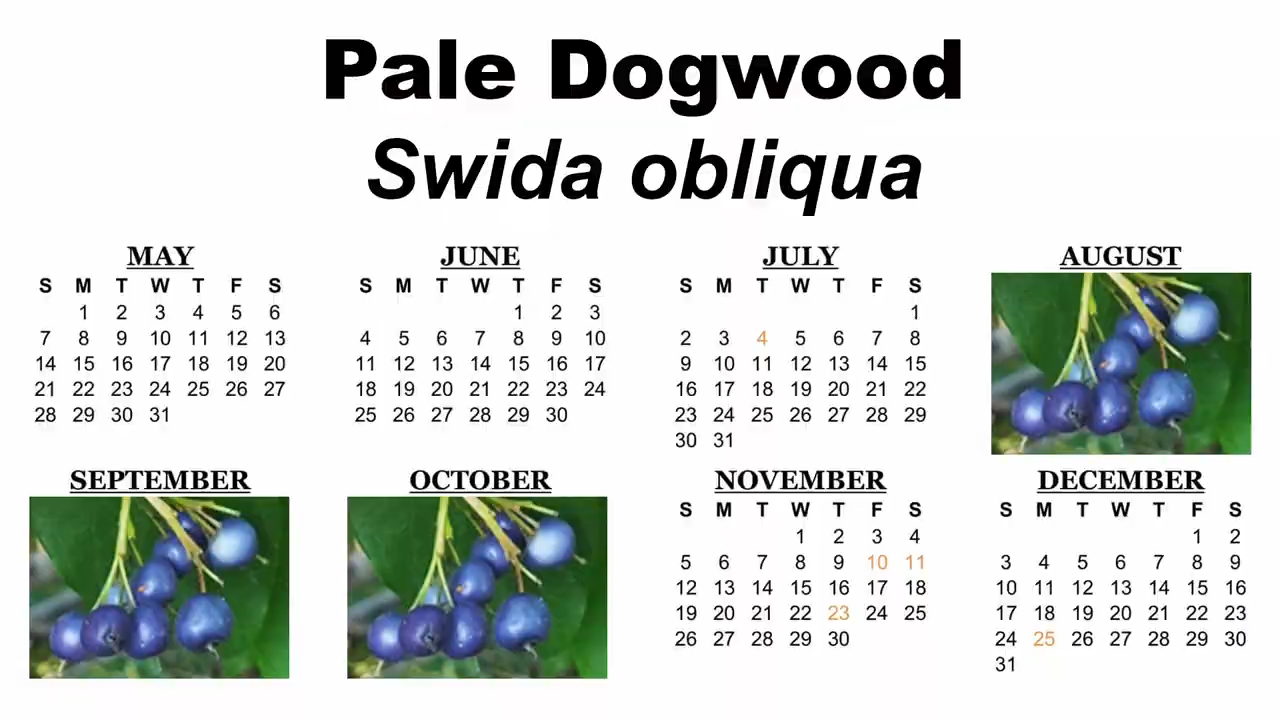 Pale Dogwood
Swida obliqua
MAY
S M T W T F S
1 2 3 4 5 6
7 8 9 10 11 12 13
14 15 16 17 18 19 20
21 22 23 24 25 26 27
28 29 30 31
JUNE
S M T W T F S
1 2 3
4 5 6 7 8 9 10
11 12 13 14 15 16 17
18 19 20 21 22 23 24
25 26 27 28 29 30
JULY
S M T W T F S
1
2 3 4 5 6 7 8
9 10 11 12 13 14 15
16 17 18 19 20 21 22
23 24 25 26 27 28 29
30 31
AUGUST
SEPTEMBER
OCTOBER
NOVEMBER
S M T W T F S
1 2 3 4
5 6 7 8 9 10 11
12 13 14 15 16 17 18
19 20 21 22 23 24 25
26 27 28 29 30
DECEMBER
S M T W T F S
1 2
3 4 5 6 7 8 9
10 11 12 13 14 15 16
17 18 19 20 21 22 23
24 25 26 27 28 29 30
31